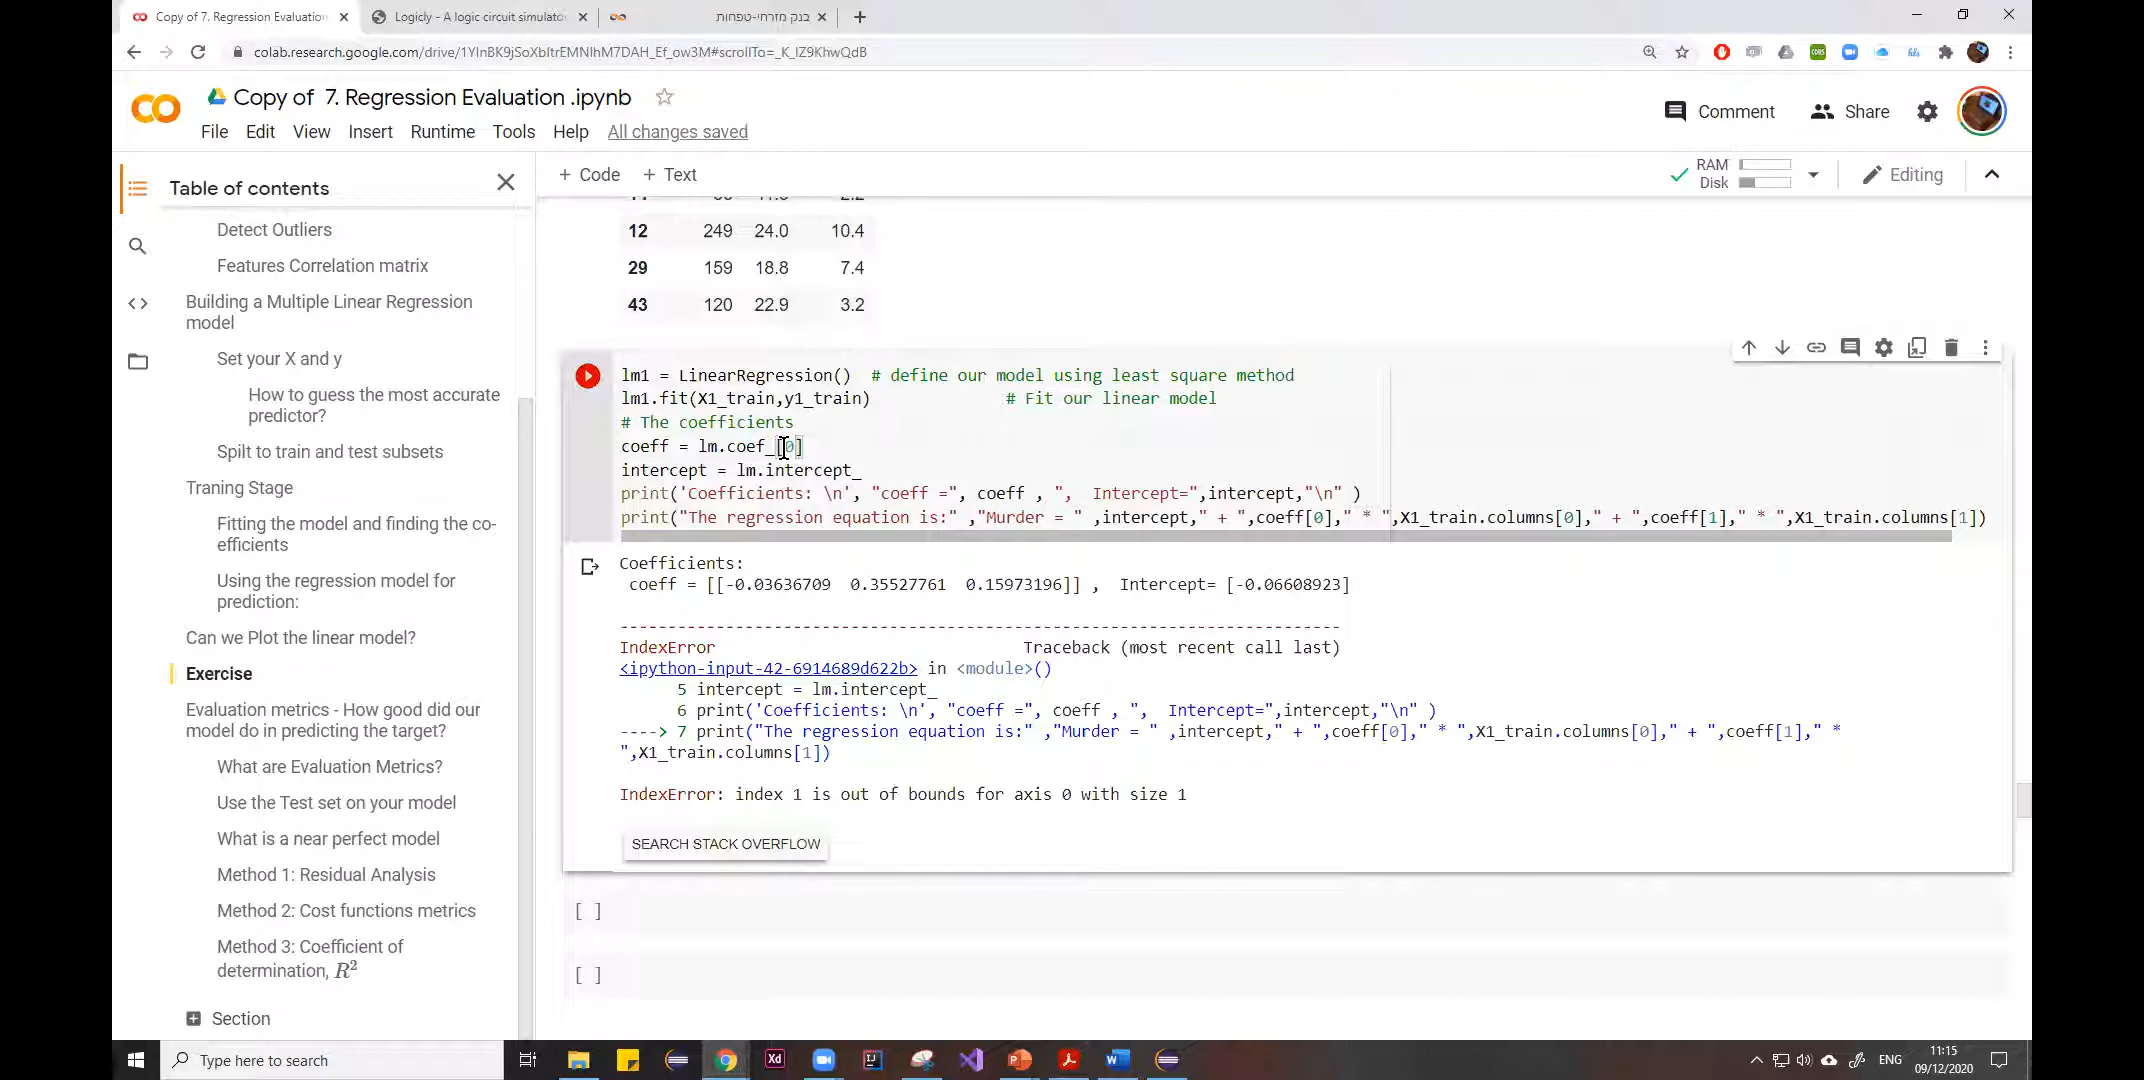 Copy of 7. Regression Evaluation
Logicly - A logic circuit simulato
בנק מזרחי-טפחות
colab.research.google.com/drive/1YInBK9jSoXbItrEMNIhM7DAH_Ef_ow3M#scrollTo=_K_IZ9KhwQdB
Copy of 7. Regression Evaluation .ipynb
Comment
Share
File Edit View Insert Runtime Tools Help All changes saved
Table of contents
+ Code + Text
RAM
Disk
Editing
Detect Outliers
Features Correlation matrix
Building a Multiple Linear Regression
model
Set your X and y
How to guess the most accurate
predictor?
Spilt to train and test subsets
Traning Stage
Fitting the model and finding the co-
efficients
Using the regression model for
prediction:
Can we Plot the linear model?
Exercise
Evaluation metrics - How good did our
model do in predicting the target?
What are Evaluation Metrics?
Use the Test set on your model
What is a near perfect model
Method 1: Residual Analysis
Method 2: Cost functions metrics
Method 3: Coefficient of
determination, R²
Section
12 249 24.0 10.4
29 159 18.8 7.4
43 120 22.9 3.2
lm1 = LinearRegression() # define our model using least square method
lm1.fit(X1_train,y1_train) # Fit our linear model
# The coefficients
coeff = lm.coef_[0]
intercept = lm.intercept_
print('Coefficients: \n', "coeff =", coeff , ", Intercept=",intercept,"\n" )
print("The regression equation is:" ,"Murder = " ,intercept," + ",coeff[0]," * ",X1_train.columns[0]," + ",coeff[1]," * ",X1_train.columns[1])
Coefficients:
coeff = [[-0.03636709 0.35527761 0.15973196]] , Intercept= [-0.06608923]
---------------------------------------------------------------------------
IndexError Traceback (most recent call last)
<ipython-input-42-6914689d622b> in <module>()
5 intercept = lm.intercept_
6 print('Coefficients: \n', "coeff =", coeff , ", Intercept=",intercept,"\n" )
----> 7 print("The regression equation is:" ,"Murder = " ,intercept," + ",coeff[0]," * ",X1_train.columns[0]," + ",coeff[1]," *
",X1_train.columns[1])
IndexError: index 1 is out of bounds for axis 0 with size 1
SEARCH STACK OVERFLOW
[ ]
[ ]
Type here to search
Xd
ENG
11:15
09/12/2020